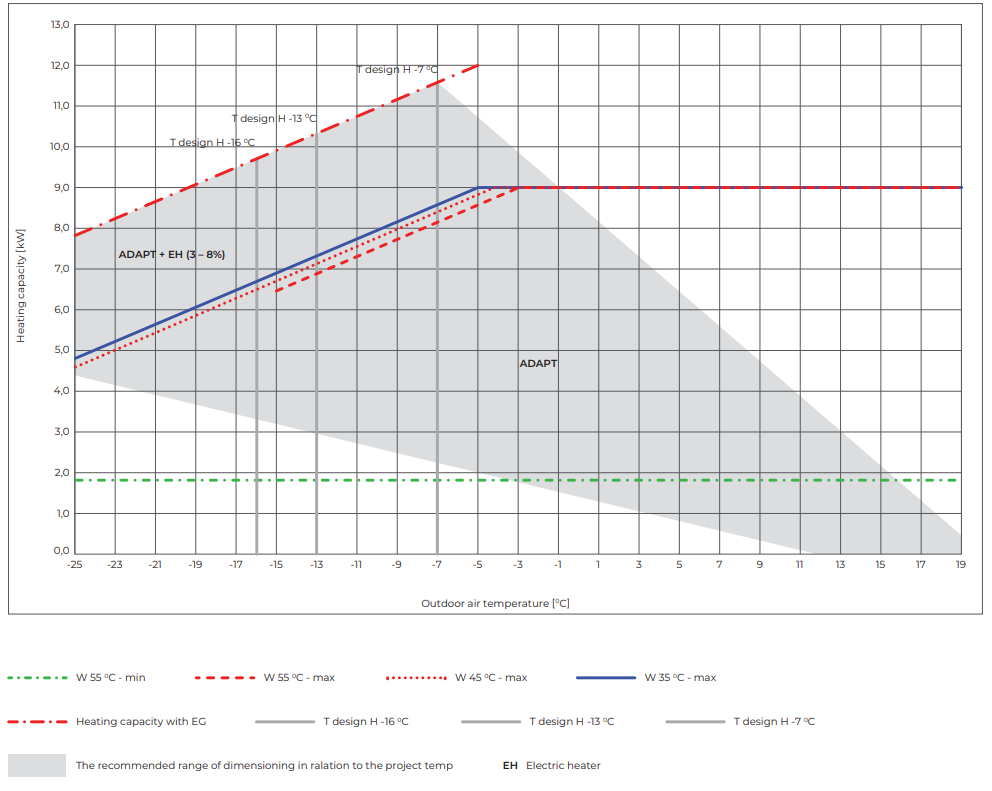 13,0
12,0
T design H -7 °C
11,0
T design H -13 °C
10,0
T design H -16 °C
9,0
8,0
ADAPT + EH (3 – 8%)
7,0
6,0
5,0
ADAPT
4,0
3,0
2,0
1,0
0,0
Heating capacity [kW]
-25 -23 -21 -19 -17 -15 -13 -11 -9 -7 -5 -3 -1 1 3 5 7 9 11 13 15 17 19
Outdoor air temperature [°C]
W 55 °C - min W 55 °C - max W 45 °C - max W 35 °C - max
Heating capacity with EG T design H -16 °C T design H -13 °C T design H -7 °C
The recommended range of dimensioning in ralation to the project temp EH Electric heater